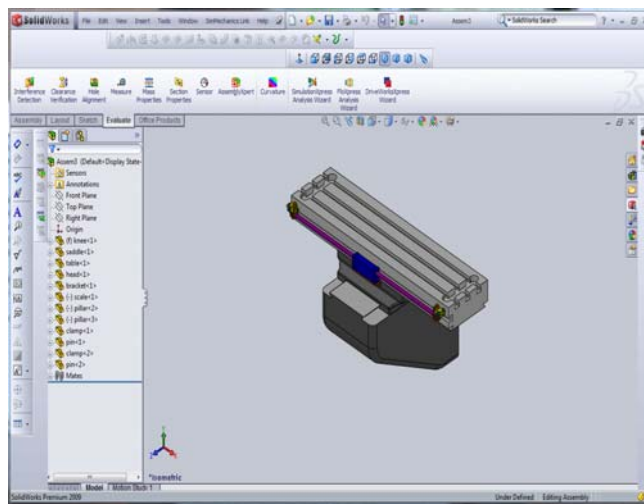 SolidWorks File Edit View Insert Tools Window SimMechanics Link Help Assem3 SolidWorks Search
Interference Detection Clearance Verification Hole Alignment Measure Mass Properties Section Properties Sensor AssemblyXpert Curvature SimulationXpress Analysis Wizard FloXpress Analysis Wizard DriveWorksXpress Wizard
Assembly Layout Sketch Evaluate Office Products
Assem3 (Default<Display State-
Sensors
Annotations
Front Plane
Top Plane
Right Plane
Origin
(f) knee<1>
saddle<1>
table<1>
head<1>
bracket<1>
(-) scale<1>
(-) pillar<2>
(-) pillar<3>
clamp<1>
pin<1>
clamp<2>
pin<2>
Mates
*Isometric
Model Motion Study 1
SolidWorks Premium 2009 Under Defined Editing Assembly